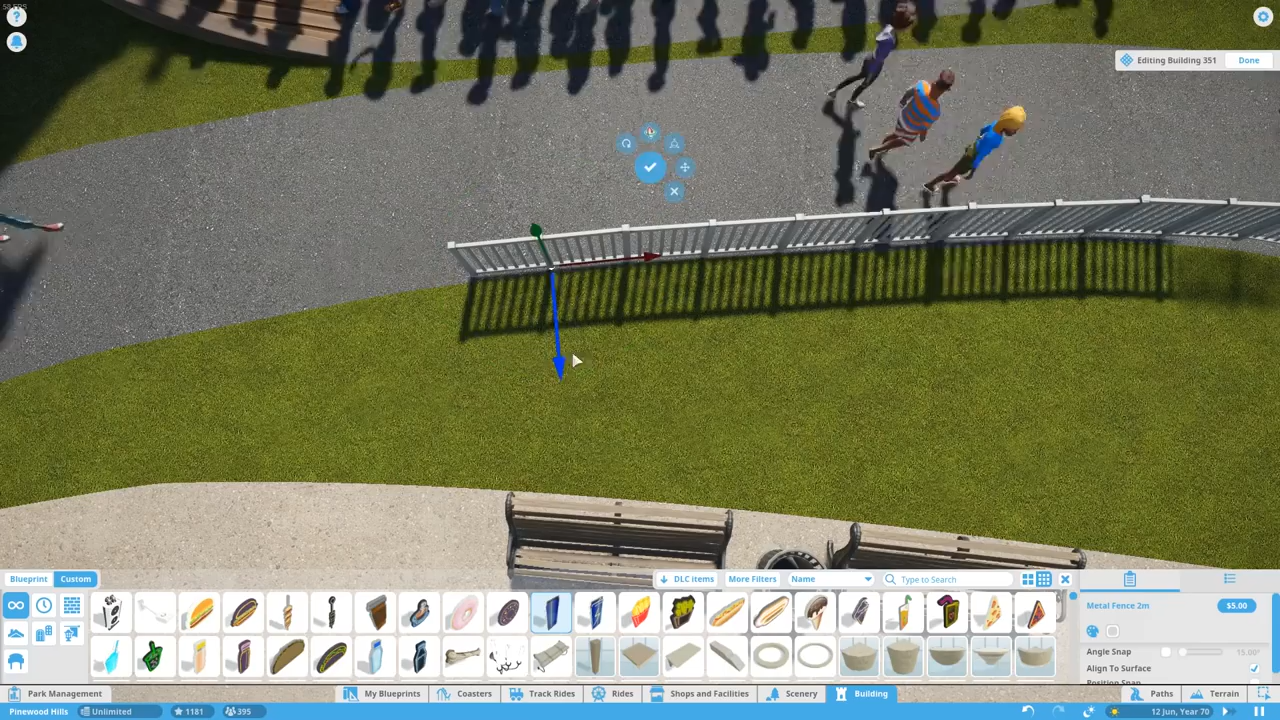 58 FPS
?
Editing Building 351 Done
Blueprint Custom DLC items More Filters Name Type to Search
Metal Fence 2m $5.00
Angle Snap 15.00°
Align To Surface
Position Snap
Park Management My Blueprints Coasters Track Rides Rides Shops and Facilities Scenery Building Paths Terrain
Pinewood Hills Unlimited 1181 395 12 Jun, Year 70